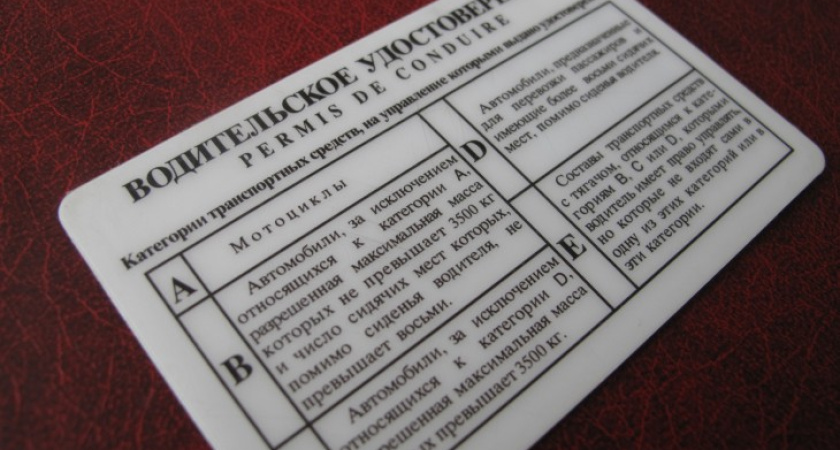 ВОДИТЕЛЬСКОЕ
PERMIS DE CONDUIRE
Категории транспортных средств, на управление которыми выдано
A
Мотоциклы
B
Автомобили, за исключением
относящихся к категории A,
разрешенная максимальная масса
которых не превышает 3500 кг
и число сидячих мест которых,
помимо сиденья водителя, не
превышает восьми.
Автомобили, за исключением
относящихся к категории D,
максимальная масса
превышает 3500 кг.
D
Автомобили, предназначенные
для перевозки пассажиров и
имеющие более восьми сидячих
мест, помимо сиденья водителя.
E
Составы транспортных средств
с тягачом, относящимся к кате-
гориям B, C или D, которыми
водитель имеет право управлять,
но которые не входят сами в
одну из этих категорий или в
эти категории.